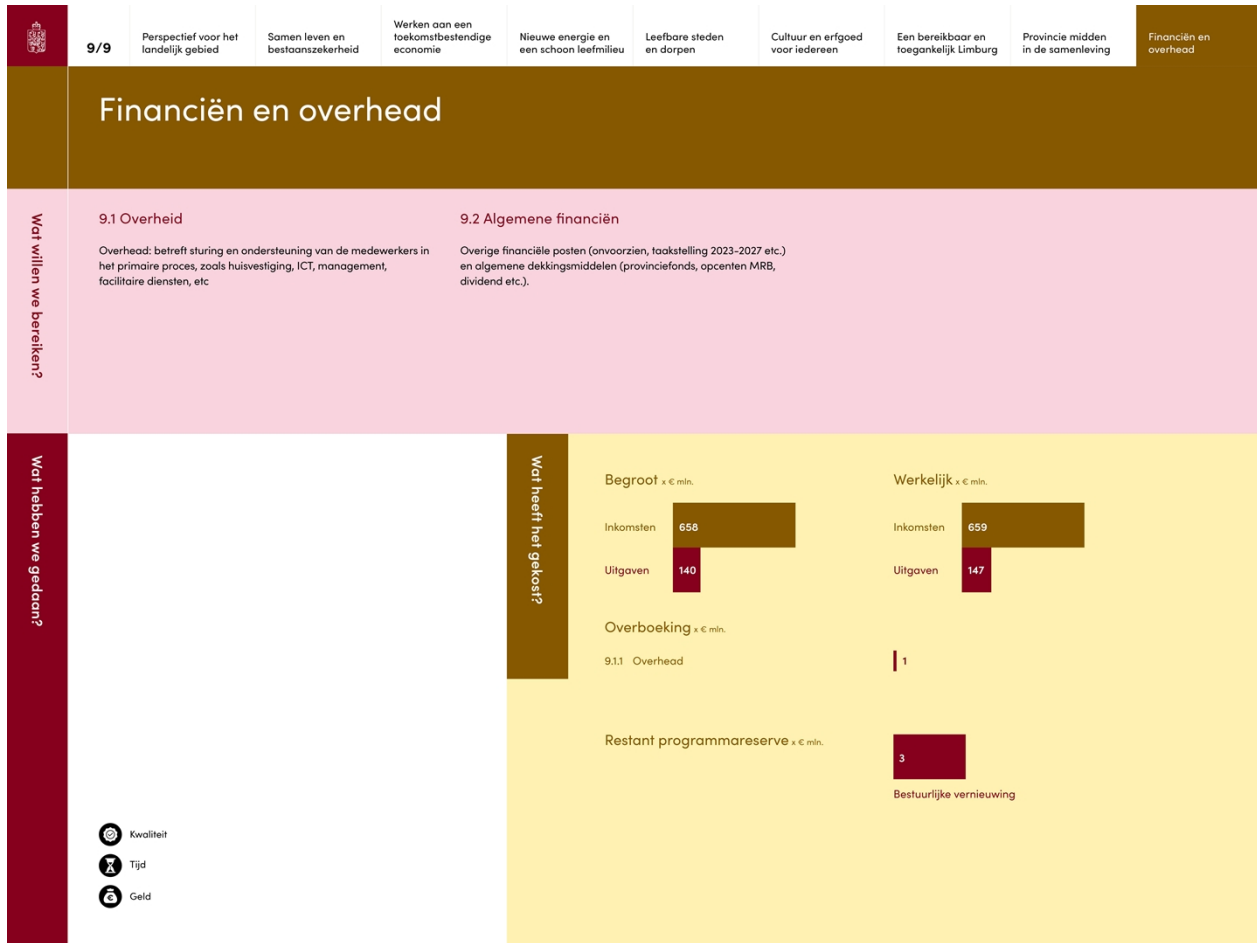 9/9
Perspectief voor het
landelijk gebied
Samen leven en
bestaanszekerheid
Werken aan een
toekomstbestendige
economie
Nieuwe energie en
een schoon leefmilieu
Leefbare steden
en dorpen
Cultuur en erfgoed
voor iedereen
Een bereikbaar en
toegankelijk Limburg
Provincie midden
in de samenleving
Financiën en
overhead
Financiën en overhead
Wat willen we bereiken?
9.1 Overheid
Overhead: betreft sturing en ondersteuning van de medewerkers in
het primaire proces, zoals huisvestiging, ICT, management,
facilitaire diensten, etc
9.2 Algemene financiën
Overige financiële posten (onvoorzien, taakstelling 2023-2027 etc.)
en algemene dekkingsmiddelen (provinciefonds, opcenten MRB,
dividend etc.).
Wat hebben we gedaan?
Kwaliteit
Tijd
Geld
Wat heeft het gekost?
Begroot x € mln.
Inkomsten 658
Uitgaven 140
Werkelijk x € mln.
Inkomsten 659
Uitgaven 147
Overboeking x € mln.
9.1.1 Overhead 1
Restant programmareserve x € mln.
3
Bestuurlijke vernieuwing